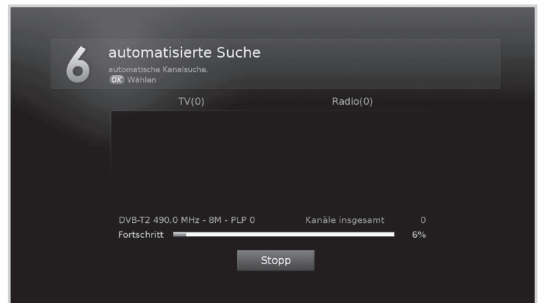 6
automatisierte Suche
automatische Kanalsuche.
OK Wählen
TV(0) Radio(0)
DVB-T2 490.0 MHz - 8M - PLP 0 Kanäle insgesamt 0
Fortschritt 6%
Stopp